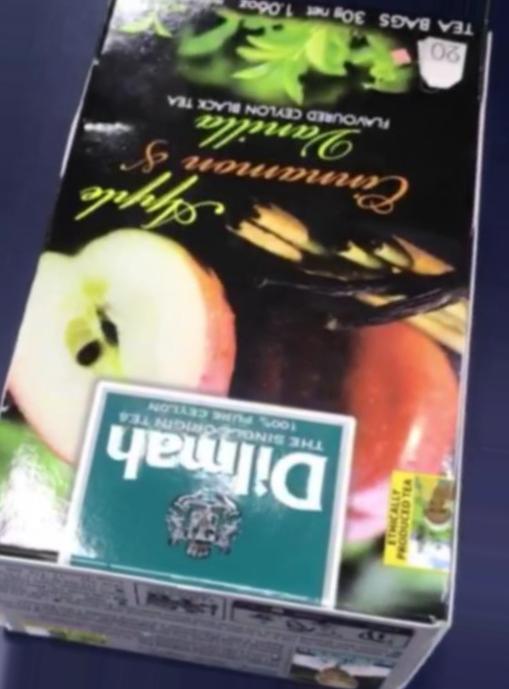 Dilmah
THE SINGLE ORIGIN TEA
100% PURE CEYLON
ETHICALLY
PRODUCED TEA
Apple
Cinnamon &
Vanilla
FLAVOURED CEYLON BLACK TEA
20
TEA BAGS 30g net 1.06oz